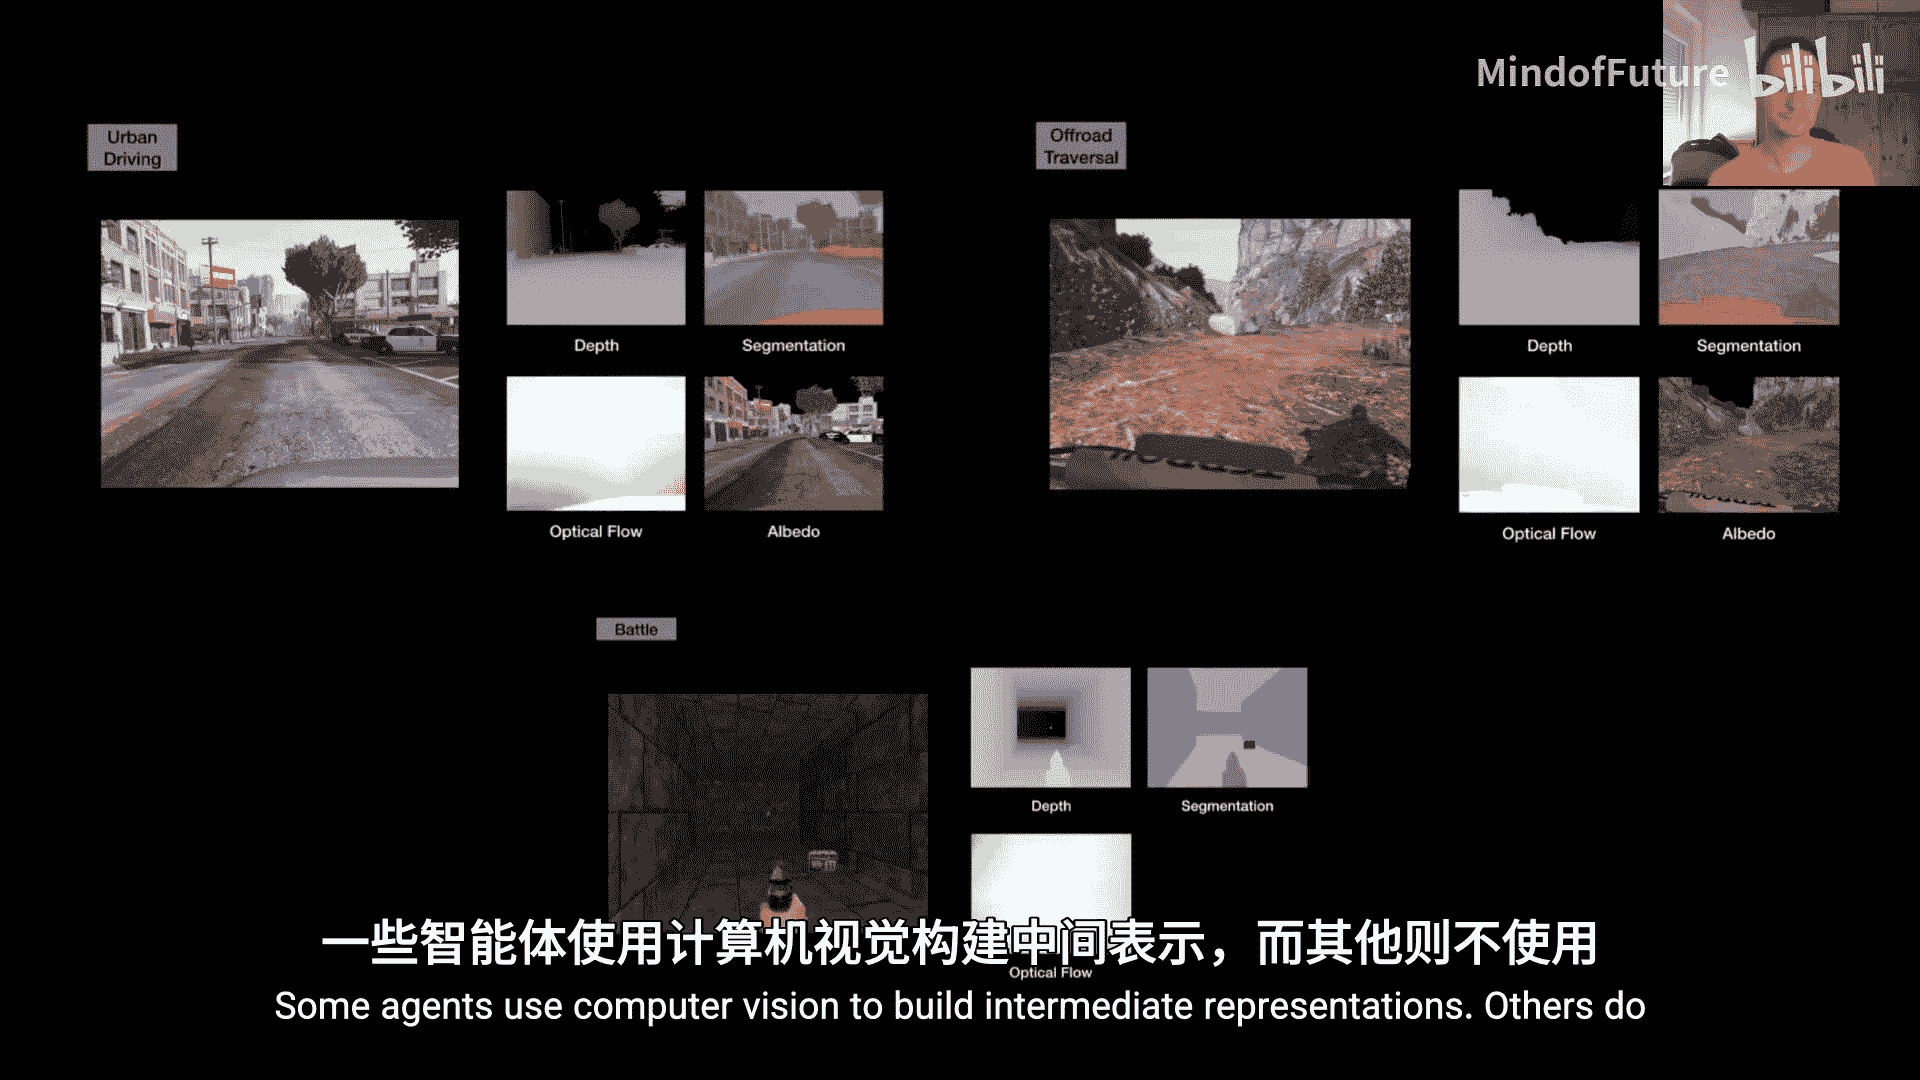 MindofFuture
bilibili
Urban
Driving
Depth
Segmentation
Optical Flow
Albedo
Offroad
Traversal
Depth
Segmentation
Optical Flow
Albedo
Battle
Depth
Segmentation
Optical Flow
一些智能体使用计算机视觉构建中间表示，而其他则不使用
Some agents use computer vision to build intermediate representations. Others do